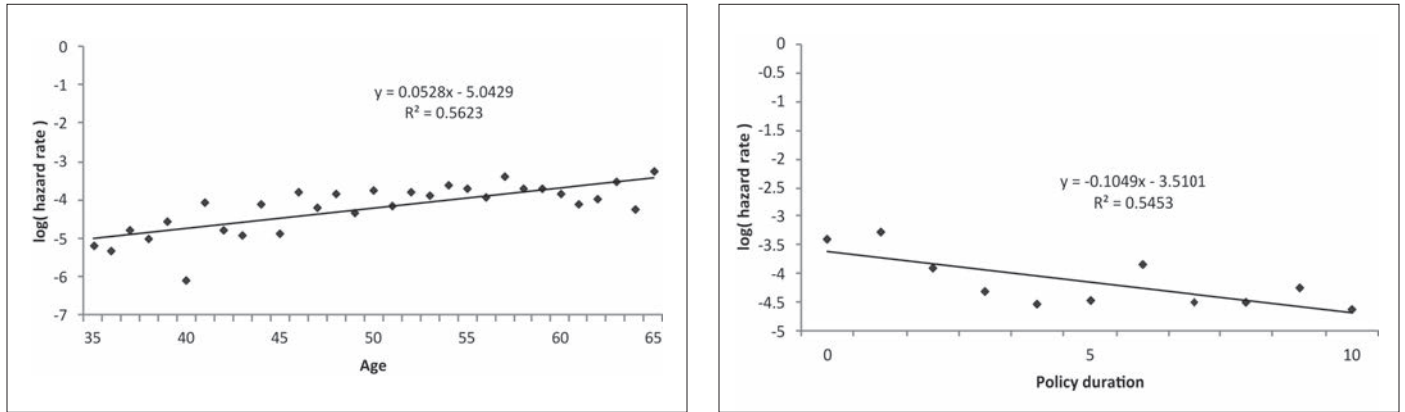 0
-1
-2
-3
-4
-5
-6
-7
log( hazard rate )
y = 0.0528x - 5.0429
R² = 0.5623
35 40 45 50 55 60 65
Age
0
-0.5
-1
-1.5
-2
-2.5
-3
-3.5
-4
-4.5
-5
log( hazard rate )
y = -0.1049x - 3.5101
R² = 0.5453
0 5 10
Policy duration